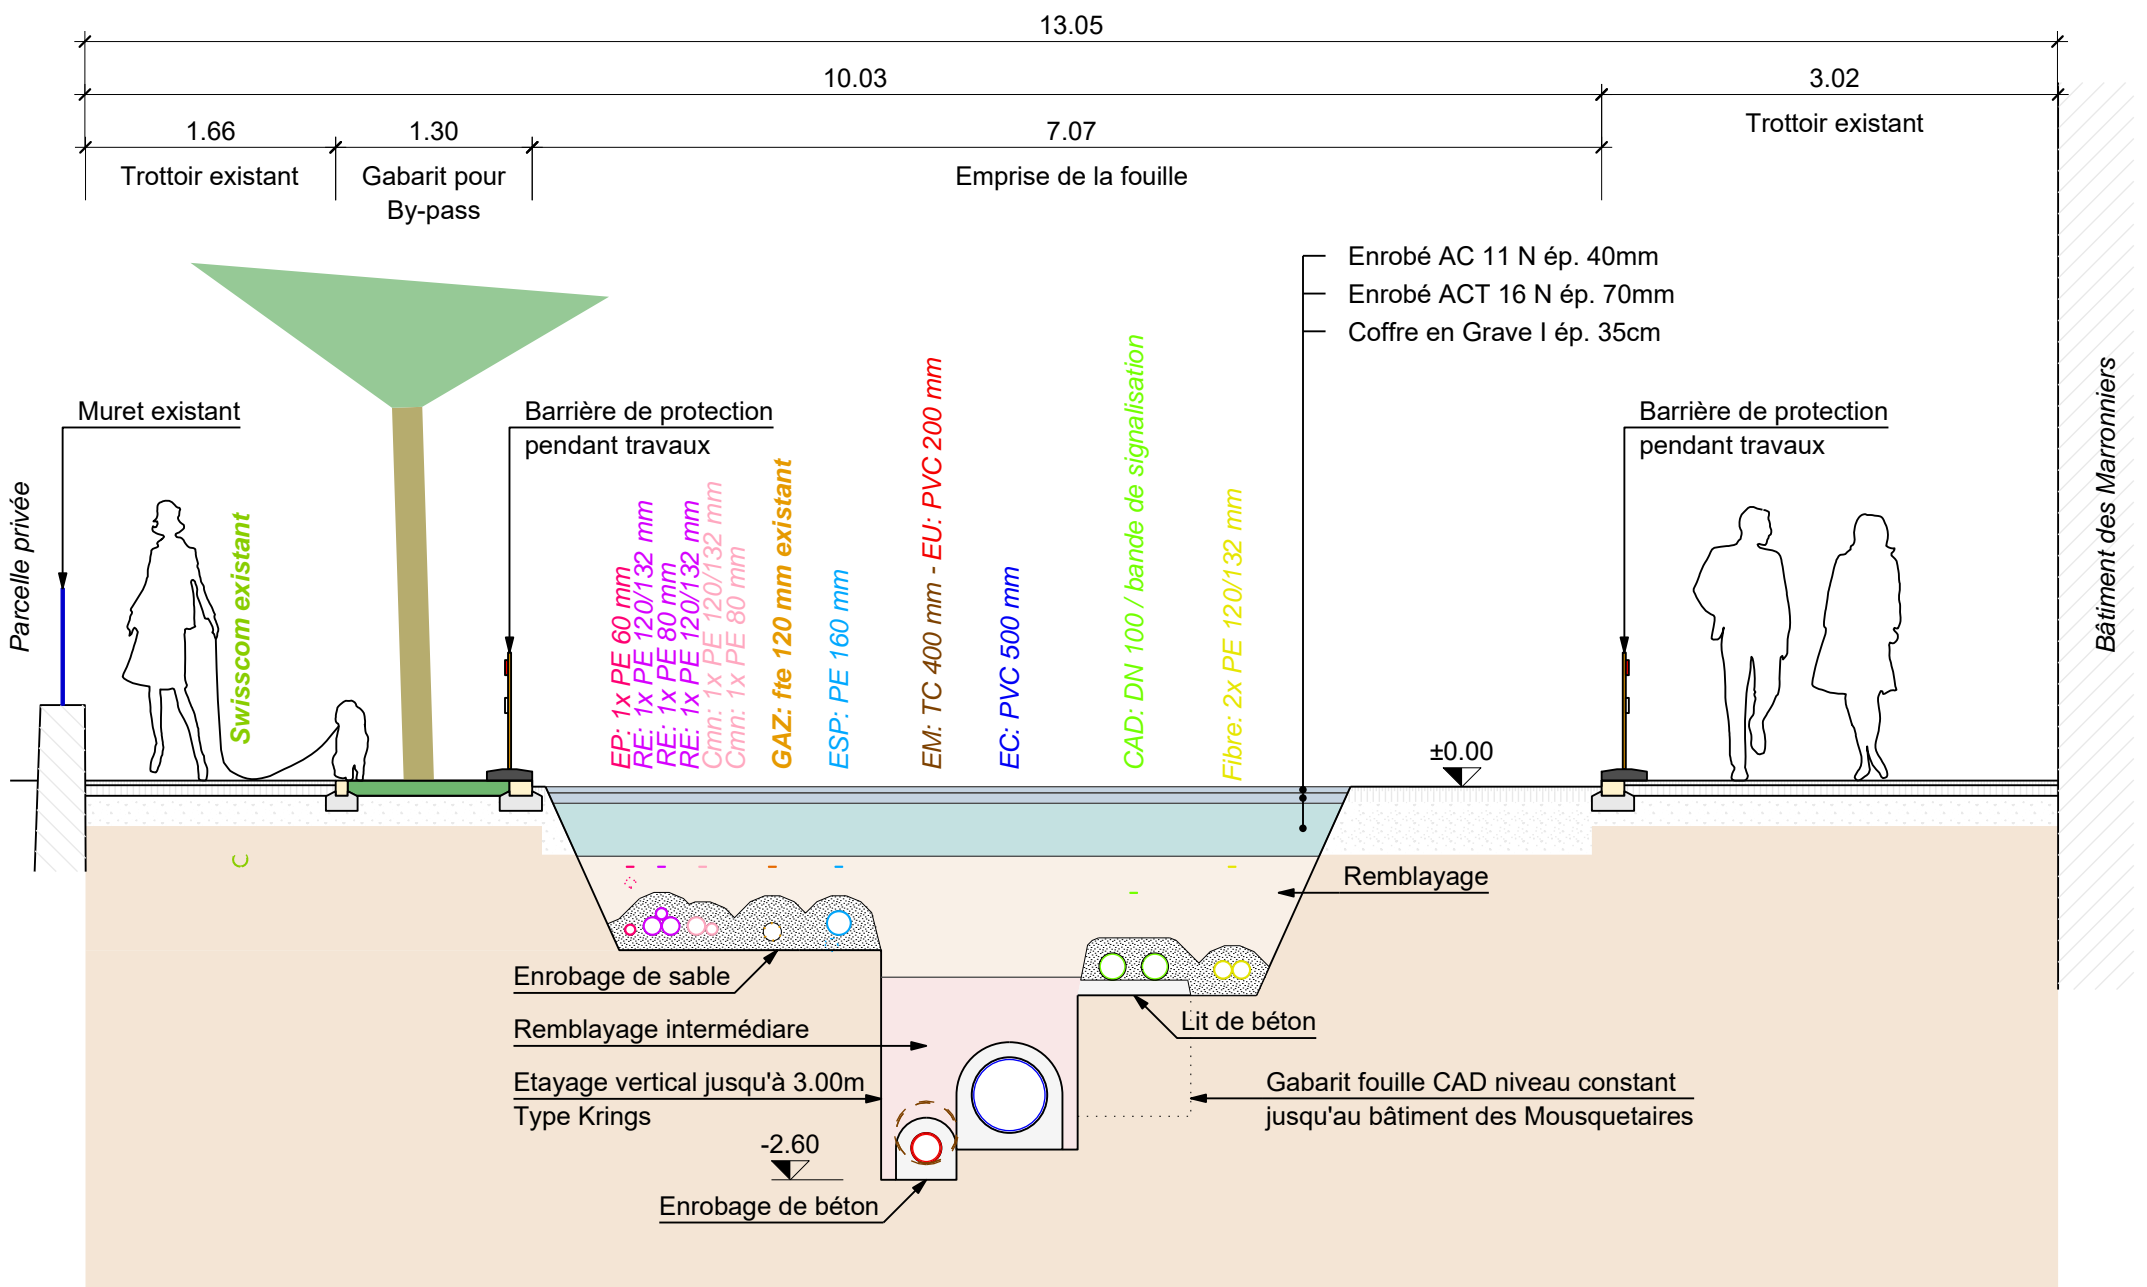 13.05
10.03
3.02
1.66
1.30
7.07
Trottoir existant
Trottoir existant
Gabarit pour
By-pass
Emprise de la fouille
Enrobé AC 11 N ép. 40mm
Enrobé ACT 16 N ép. 70mm
Coffre en Grave I ép. 35cm
Muret existant
Barrière de protection
pendant travaux
Barrière de protection
pendant travaux
Parcelle privée
Swisscom existant
EP: 1x PE 60 mm
RE: 1x PE 120/132 mm
RE: 1x PE 80 mm
RE: 1x PE 120/132 mm
Cmn: 1x PE 120/132 mm
Cmn: 1x PE 80 mm
GAZ: fte 120 mm existant
ESP: PE 160 mm
EM: TC 400 mm - EU: PVC 200 mm
EC: PVC 500 mm
CAD: DN 100 / bande de signalisation
Fibre: 2x PE 120/132 mm
Bâtiment des Marronniers
±0.00
Remblayage
Enrobage de sable
Remblayage intermédiare
Lit de béton
Etayage vertical jusqu'à 3.00m
Type Krings
Gabarit fouille CAD niveau constant
jusqu'au bâtiment des Mousquetaires
-2.60
Enrobage de béton